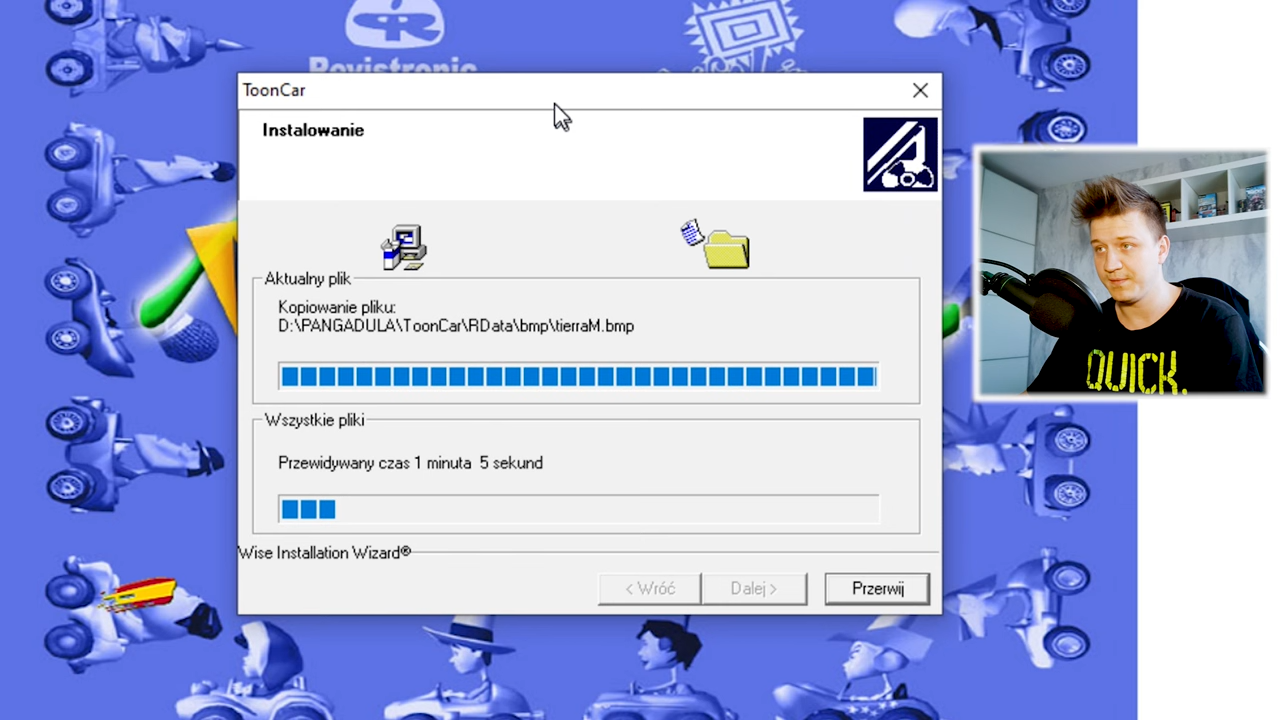 Revistronic
ToonCar
Instalowanie
Aktualny plik
Kopiowanie pliku:
D:\PANGADULA\ToonCar\RData\bmp\tierraM.bmp
Wszystkie pliki
Przewidywany czas 1 minuta 5 sekund
Wise Installation Wizard®
< Wróć
Dalej >
Przerwij
QUICK.